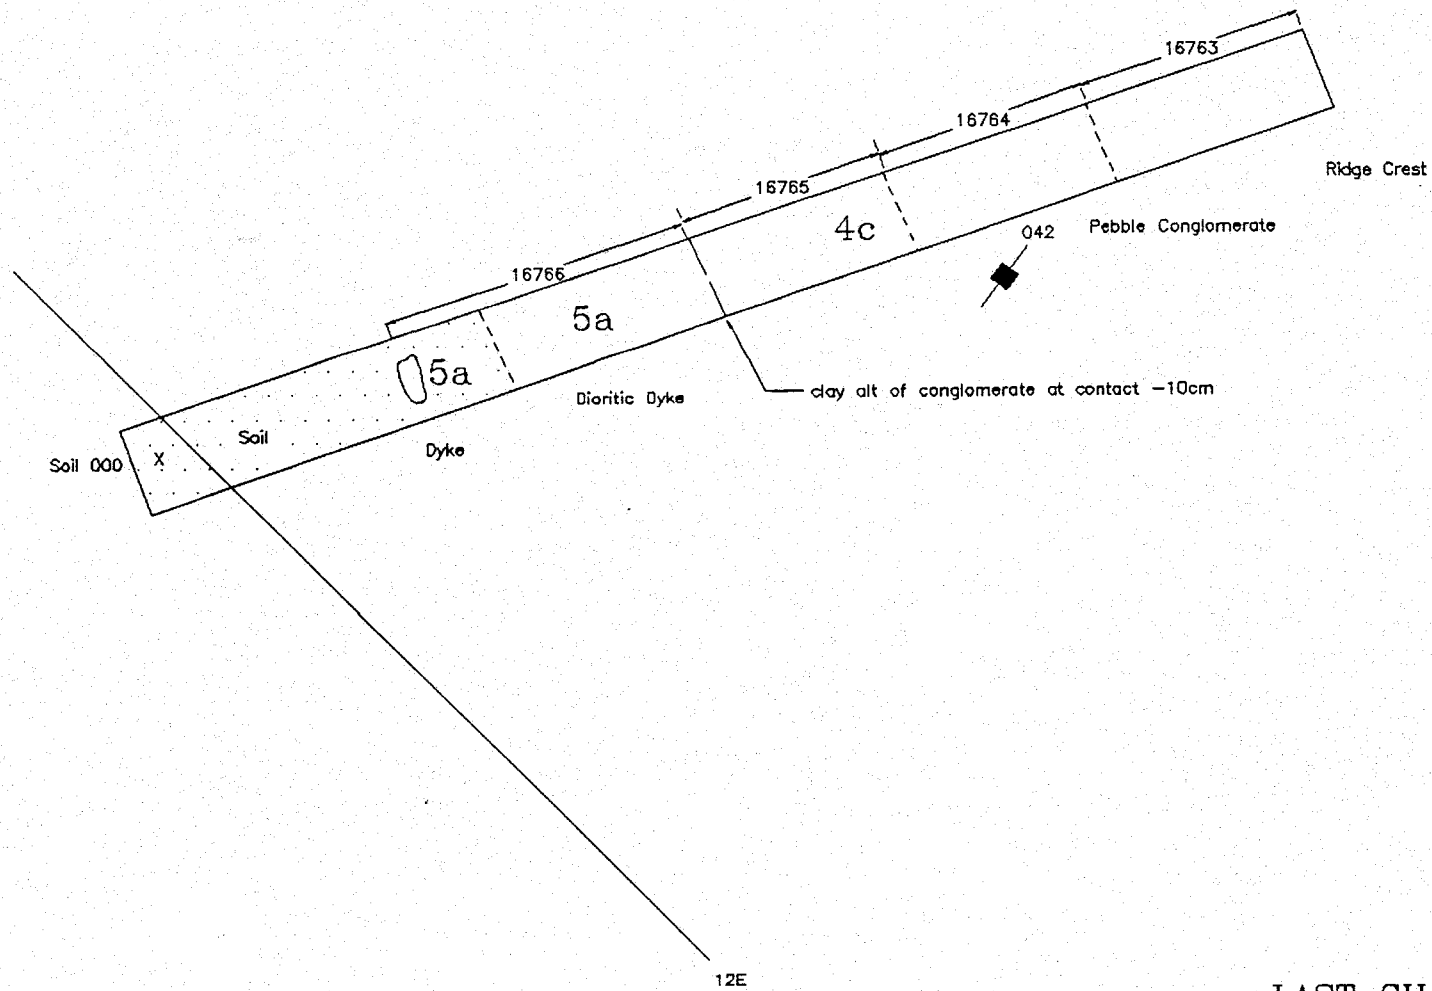 16763
16764
Ridge Crest
16765
4c
042
Pebble Conglomerate
16766
5a
5a
Dioritic Dyke
clay alt of conglomerate at contact -10cm
Soil
Dyke
Soil 000
X
12E